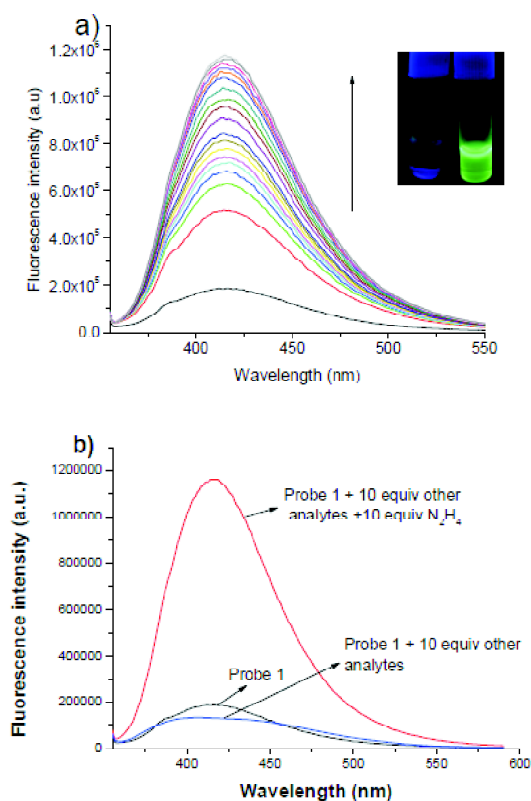 a)
1.2x10⁶
1.0x10⁶
8.0x10⁵
6.0x10⁵
4.0x10⁵
2.0x10⁵
0.0
Fluorescence intensity (a.u)
400 450 500 550
Wavelength (nm)
b)
1200000
1000000
800000
600000
400000
200000
0
Fluorescence intensity (a.u.)
Probe 1 + 10 equiv other
analytes +10 equiv N₂H₄
Probe 1 + 10 equiv other
analytes
Probe 1
400 450 500 550 600
Wavelength (nm)